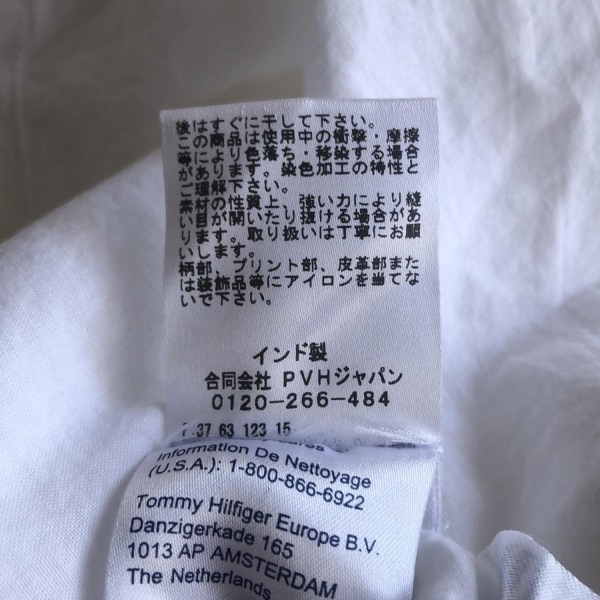 後はすぐに干して下さい。
この商品は使用中の衝撃・摩擦
等により色落ち・移染する場合
があります。染色加工の特性と
ご理解下さい。
素材の性質上、強い力により縫
い目が開いたり抜ける場合があ
ります。取り扱いは丁寧にお願
いします。
柄部、プリント部、皮革部また
は装飾品等にアイロンを当てな
いで下さい。
インド製
合同会社 PVHジャパン
0120-266-484
37 63 123 15
Information De Nettoyage
(U.S.A.): 1-800-866-6922
Tommy Hilfiger Europe B.V.
Danzigerkade 165
1013 AP AMSTERDAM
The Netherlands